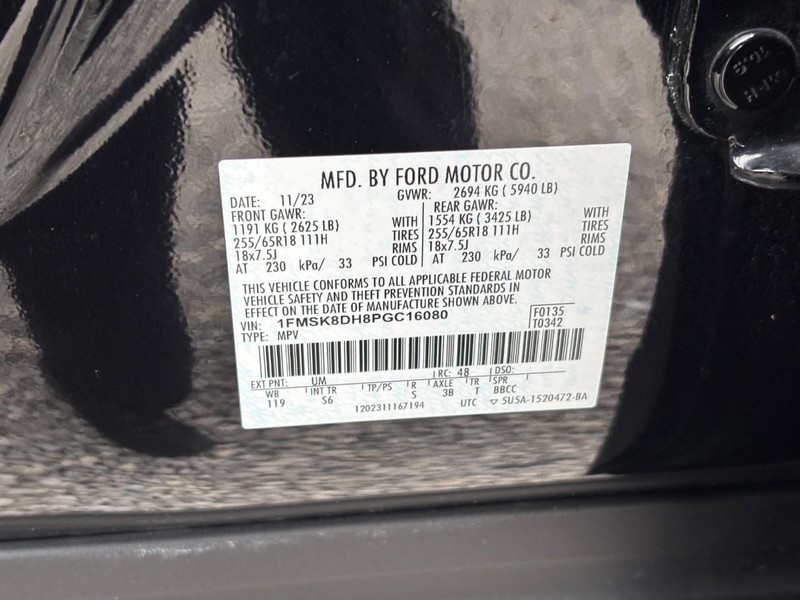 MFD. BY FORD MOTOR CO.
DATE: 11/23 GVWR: 2694 KG ( 5940 LB)
FRONT GAWR: REAR GAWR:
1191 KG ( 2625 LB) WITH 1554 KG ( 3425 LB) WITH
255/65R18 111H TIRES 255/65R18 111H TIRES
18x7.5J RIMS 18x7.5J RIMS
AT 230 kPa/ 33 PSI COLD AT 230 kPa/ 33 PSI COLD
THIS VEHICLE CONFORMS TO ALL APPLICABLE FEDERAL MOTOR
VEHICLE SAFETY AND THEFT PREVENTION STANDARDS IN
EFFECT ON THE DATE OF MANUFACTURE SHOWN ABOVE.
VIN: 1FMSK8DH8PGC16080 F0135
TYPE: MPV T0342
EXT PNT: UM RC: 48 DSO:
WB INT TR TP/PS R AXLE TR SPR
119 S6 S 3B T BBCC
1202311167194 UTC ▽ 5U5A-1520472-BA